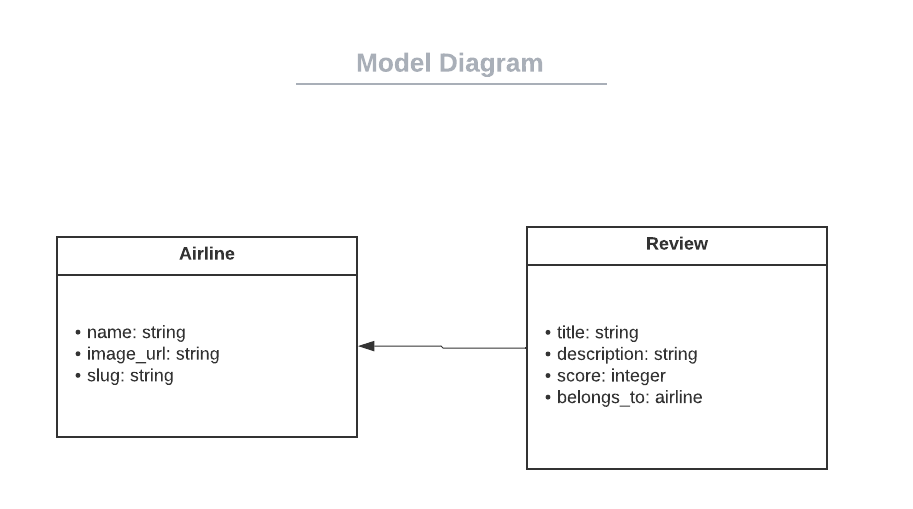 Model Diagram
Airline
• name: string
• image_url: string
• slug: string
Review
• title: string
• description: string
• score: integer
• belongs_to: airline